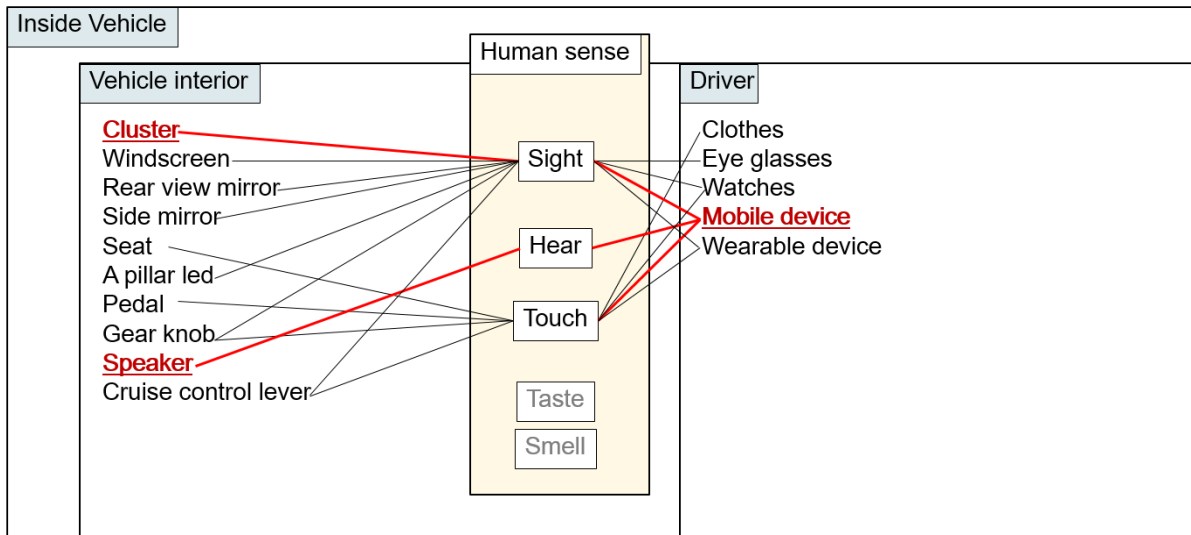 Inside Vehicle
Human sense
Vehicle interior
Driver
Cluster
Windscreen
Rear view mirror
Side mirror
Seat
A pillar led
Pedal
Gear knob
Speaker
Cruise control lever
Sight
Hear
Touch
Taste
Smell
Clothes
Eye glasses
Watches
Mobile device
Wearable device